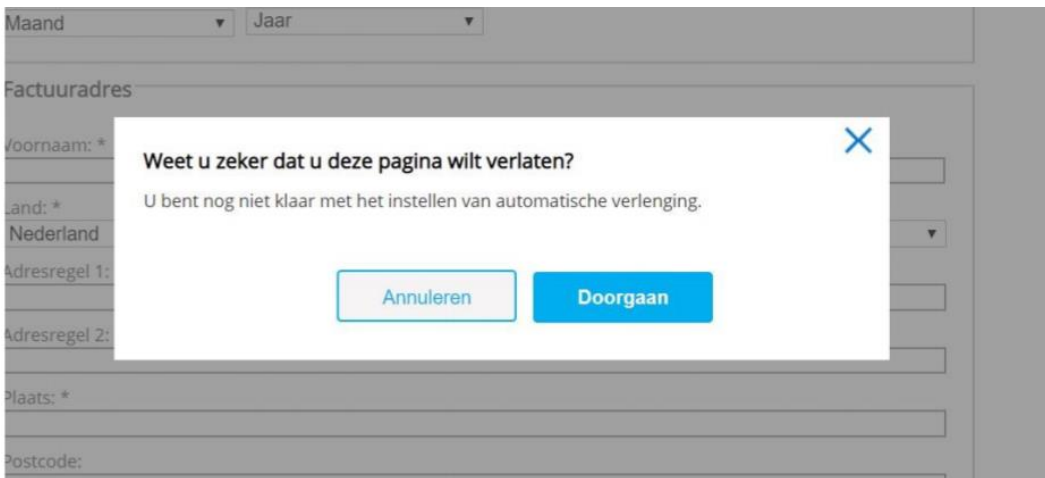 Maand Jaar
Factuuradres
Voornaam: *
Weet u zeker dat u deze pagina wilt verlaten?
U bent nog niet klaar met het instellen van automatische verlenging.
Land: *
Nederland
Adresregel 1:
Annuleren Doorgaan
Adresregel 2:
Plaats: *
Postcode: